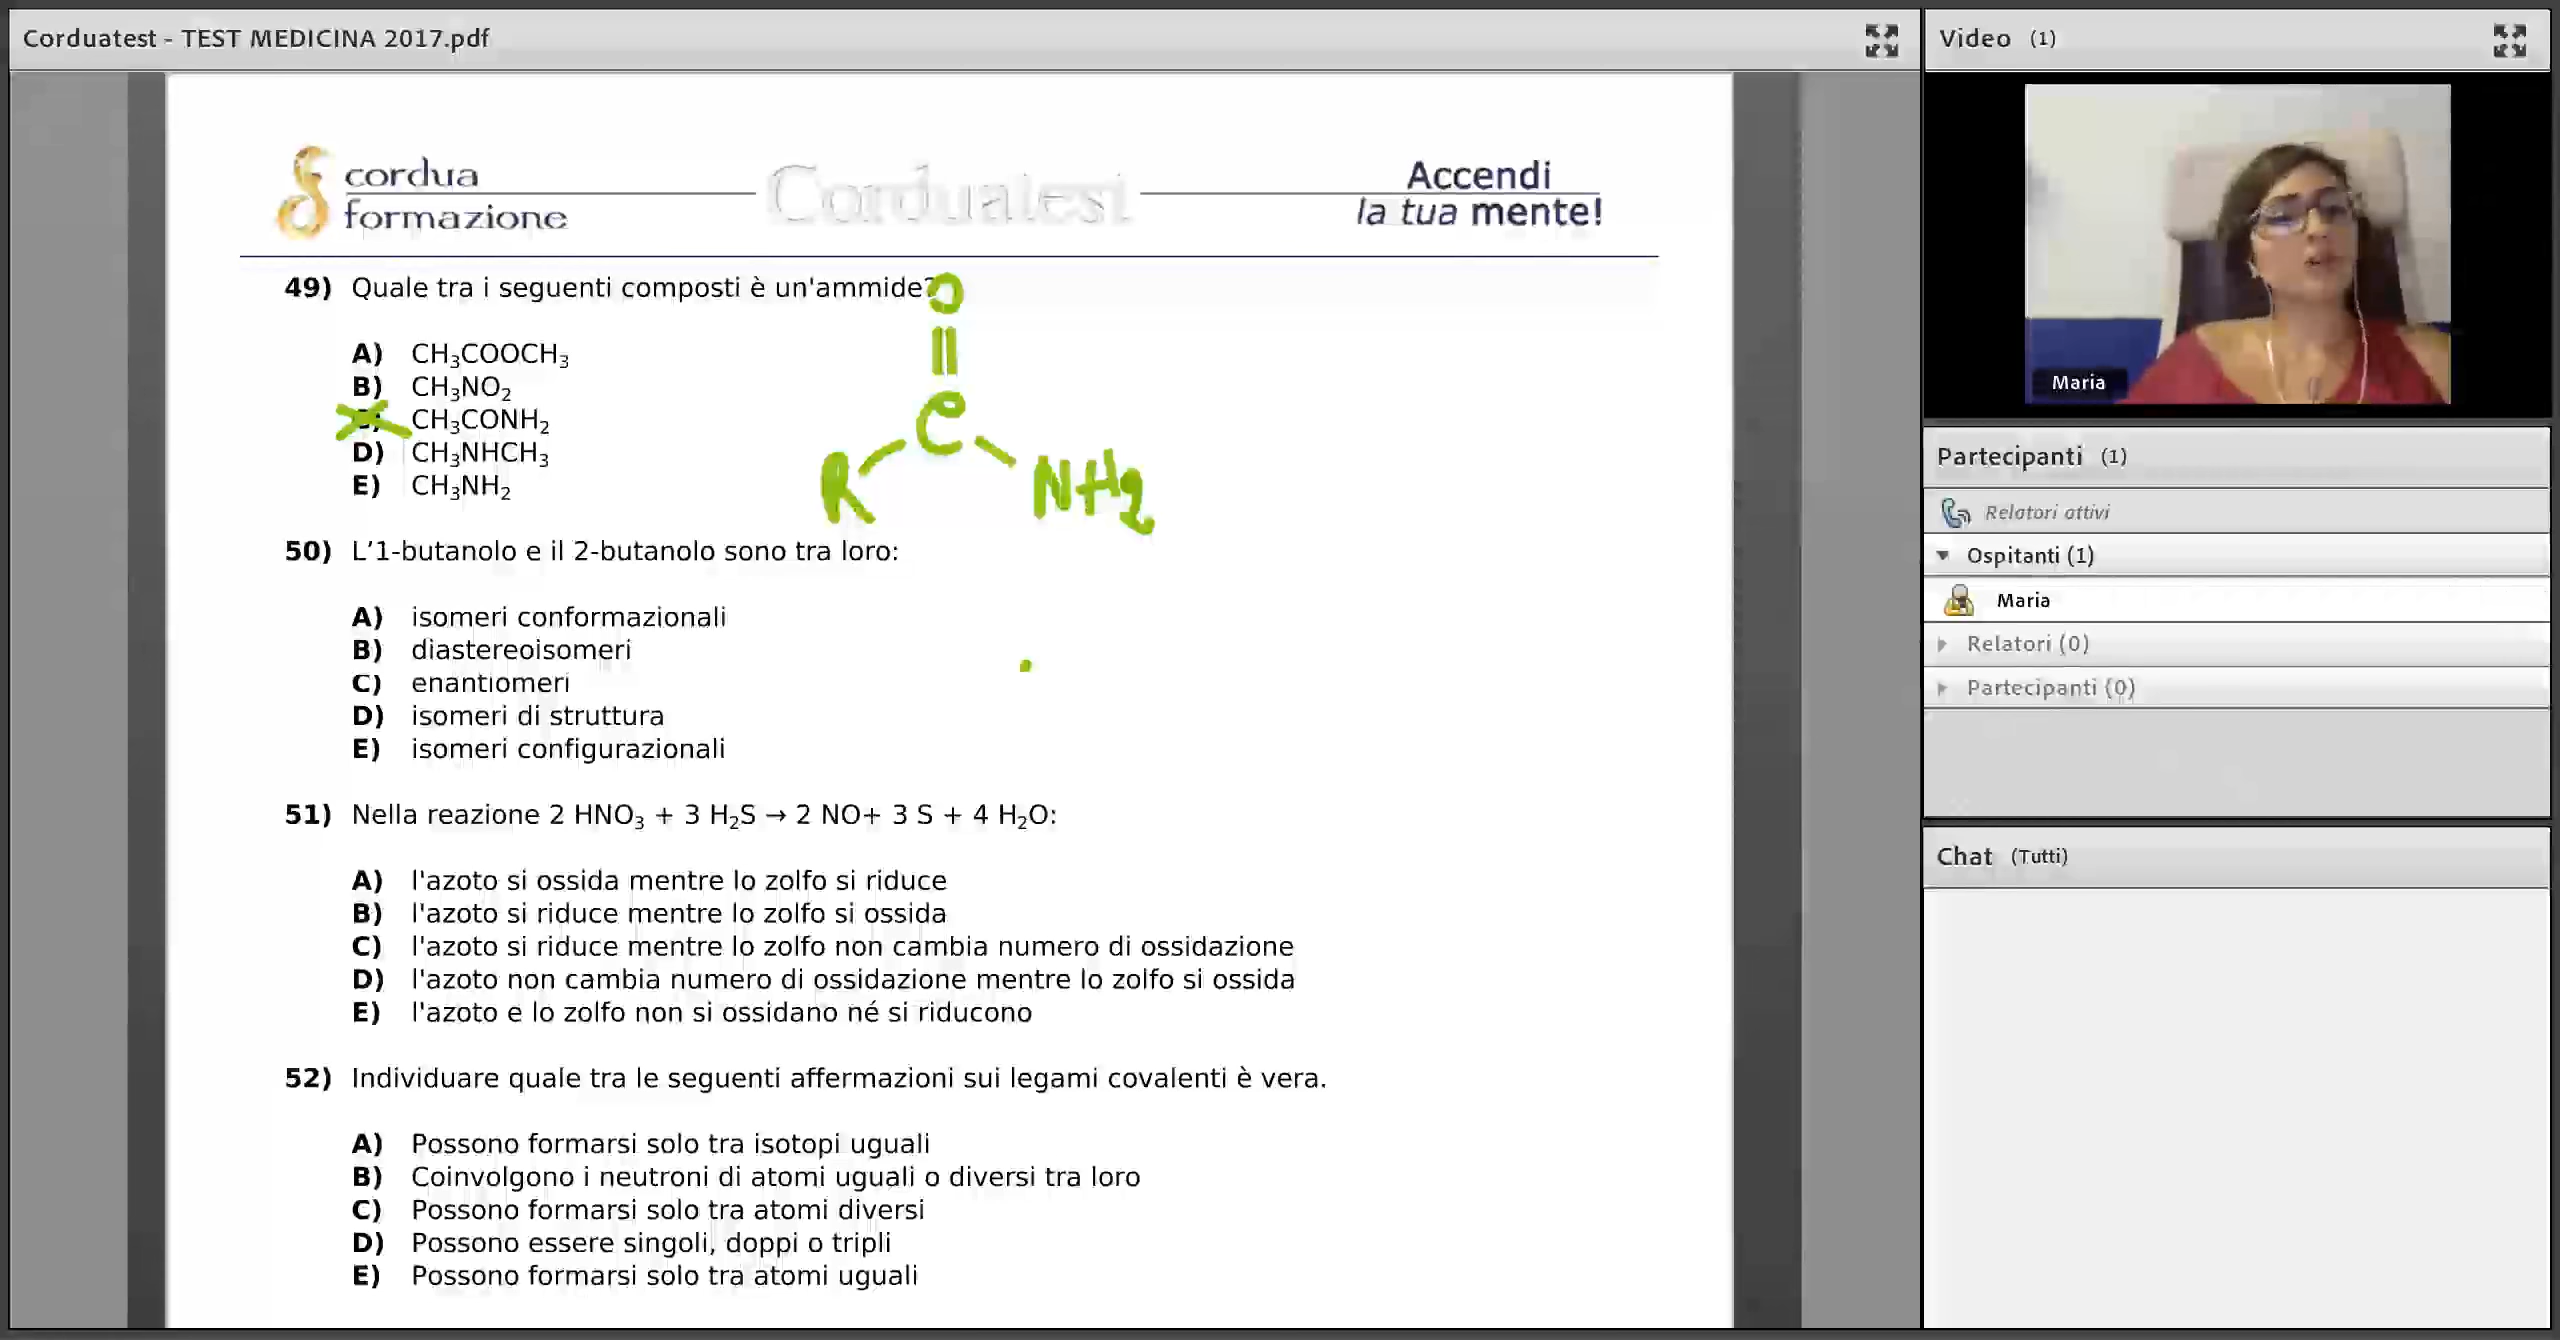 Corduatest - TEST MEDICINA 2017.pdf
cordua
formazione
Corduatest
Accendi
la tua mente!
49) Quale tra i seguenti composti è un'ammide?
A) CH₃COOCH₃
B) CH₃NO₂
C) CH₃CONH₂
D) CH₃NHCH₃
E) CH₃NH₂
O
C
R NH₂
50) L’1-butanolo e il 2-butanolo sono tra loro:
A) isomeri conformazionali
B) diastereoisomeri
C) enantiomeri
D) isomeri di struttura
E) isomeri configurazionali
51) Nella reazione 2 HNO₃ + 3 H₂S → 2 NO+ 3 S + 4 H₂O:
A) l'azoto si ossida mentre lo zolfo si riduce
B) l'azoto si riduce mentre lo zolfo si ossida
C) l'azoto si riduce mentre lo zolfo non cambia numero di ossidazione
D) l'azoto non cambia numero di ossidazione mentre lo zolfo si ossida
E) l'azoto e lo zolfo non si ossidano né si riducono
52) Individuare quale tra le seguenti affermazioni sui legami covalenti è vera.
A) Possono formarsi solo tra isotopi uguali
B) Coinvolgono i neutroni di atomi uguali o diversi tra loro
C) Possono formarsi solo tra atomi diversi
D) Possono essere singoli, doppi o tripli
E) Possono formarsi solo tra atomi uguali
Video (1)
Maria
Partecipanti (1)
Relatori attivi
Ospitanti (1)
Maria
Relatori (0)
Partecipanti (0)
Chat (Tutti)